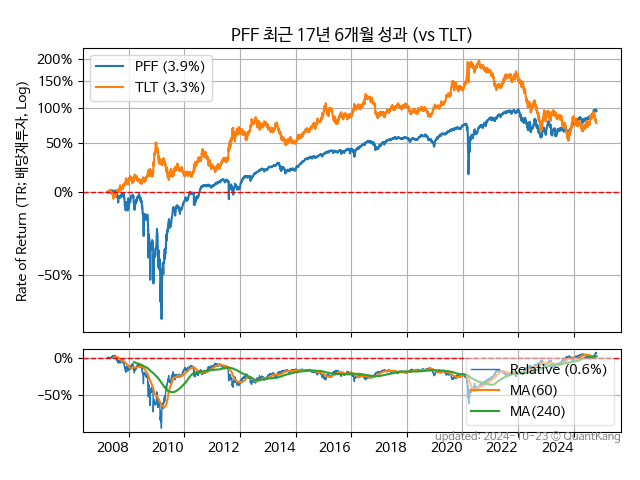 PFF 최근 17년 6개월 성과 (vs TLT)
Rate of Return (TR: 배당재투자, Log)
200%
150%
100%
50%
0%
−50%
PFF (3.9%)
TLT (3.3%)
0%
−50%
Relative (0.6%)
MA(60)
MA(240)
2008 2010 2012 2014 2016 2018 2020 2022 2024
updated: 2024-10-23 © QuantKang